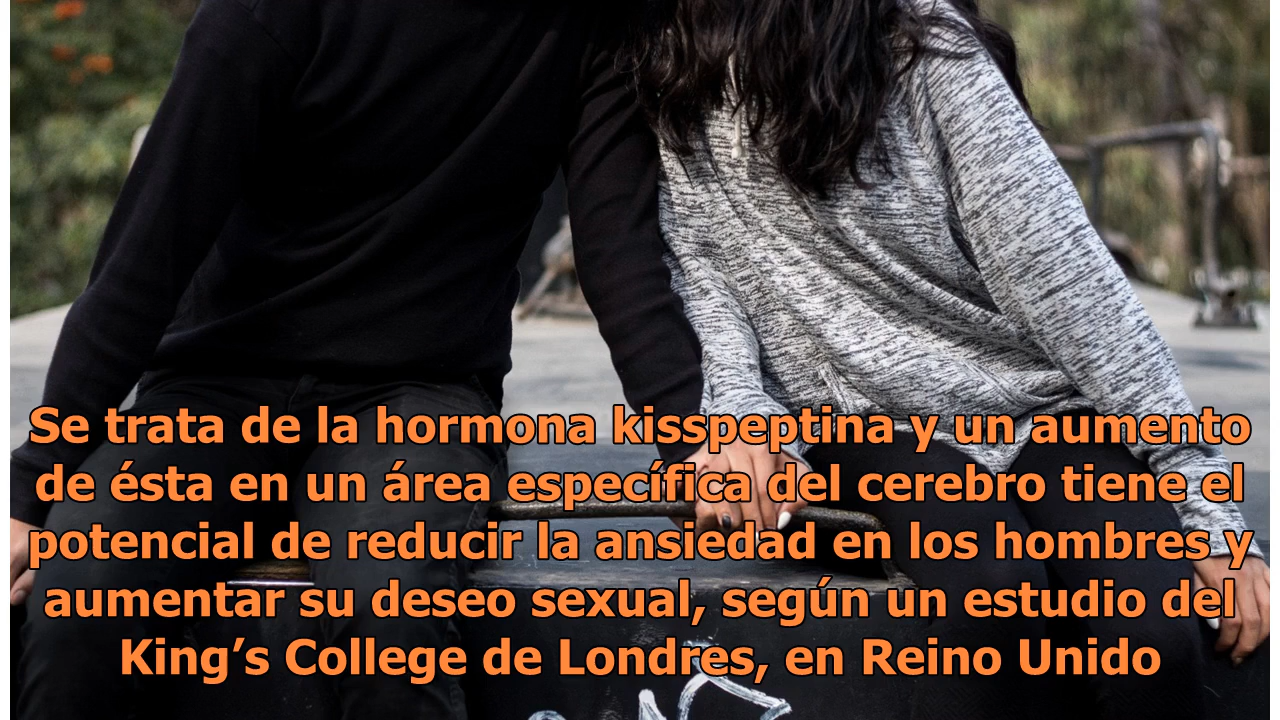 Se trata de la hormona kisspeptina y un aumento
de ésta en un área específica del cerebro tiene el
potencial de reducir la ansiedad en los hombres y
aumentar su deseo sexual, según un estudio del
King’s College de Londres, en Reino Unido